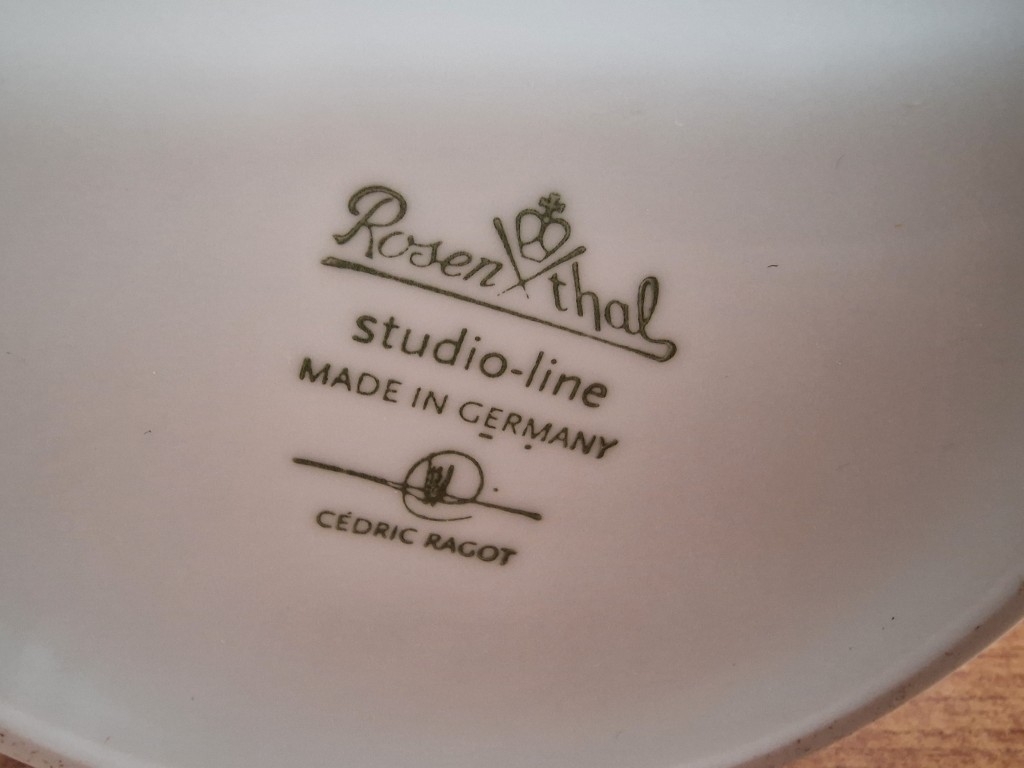 Rosenthal
studio-line
MADE IN GERMANY
CÉDRIC RAGOT